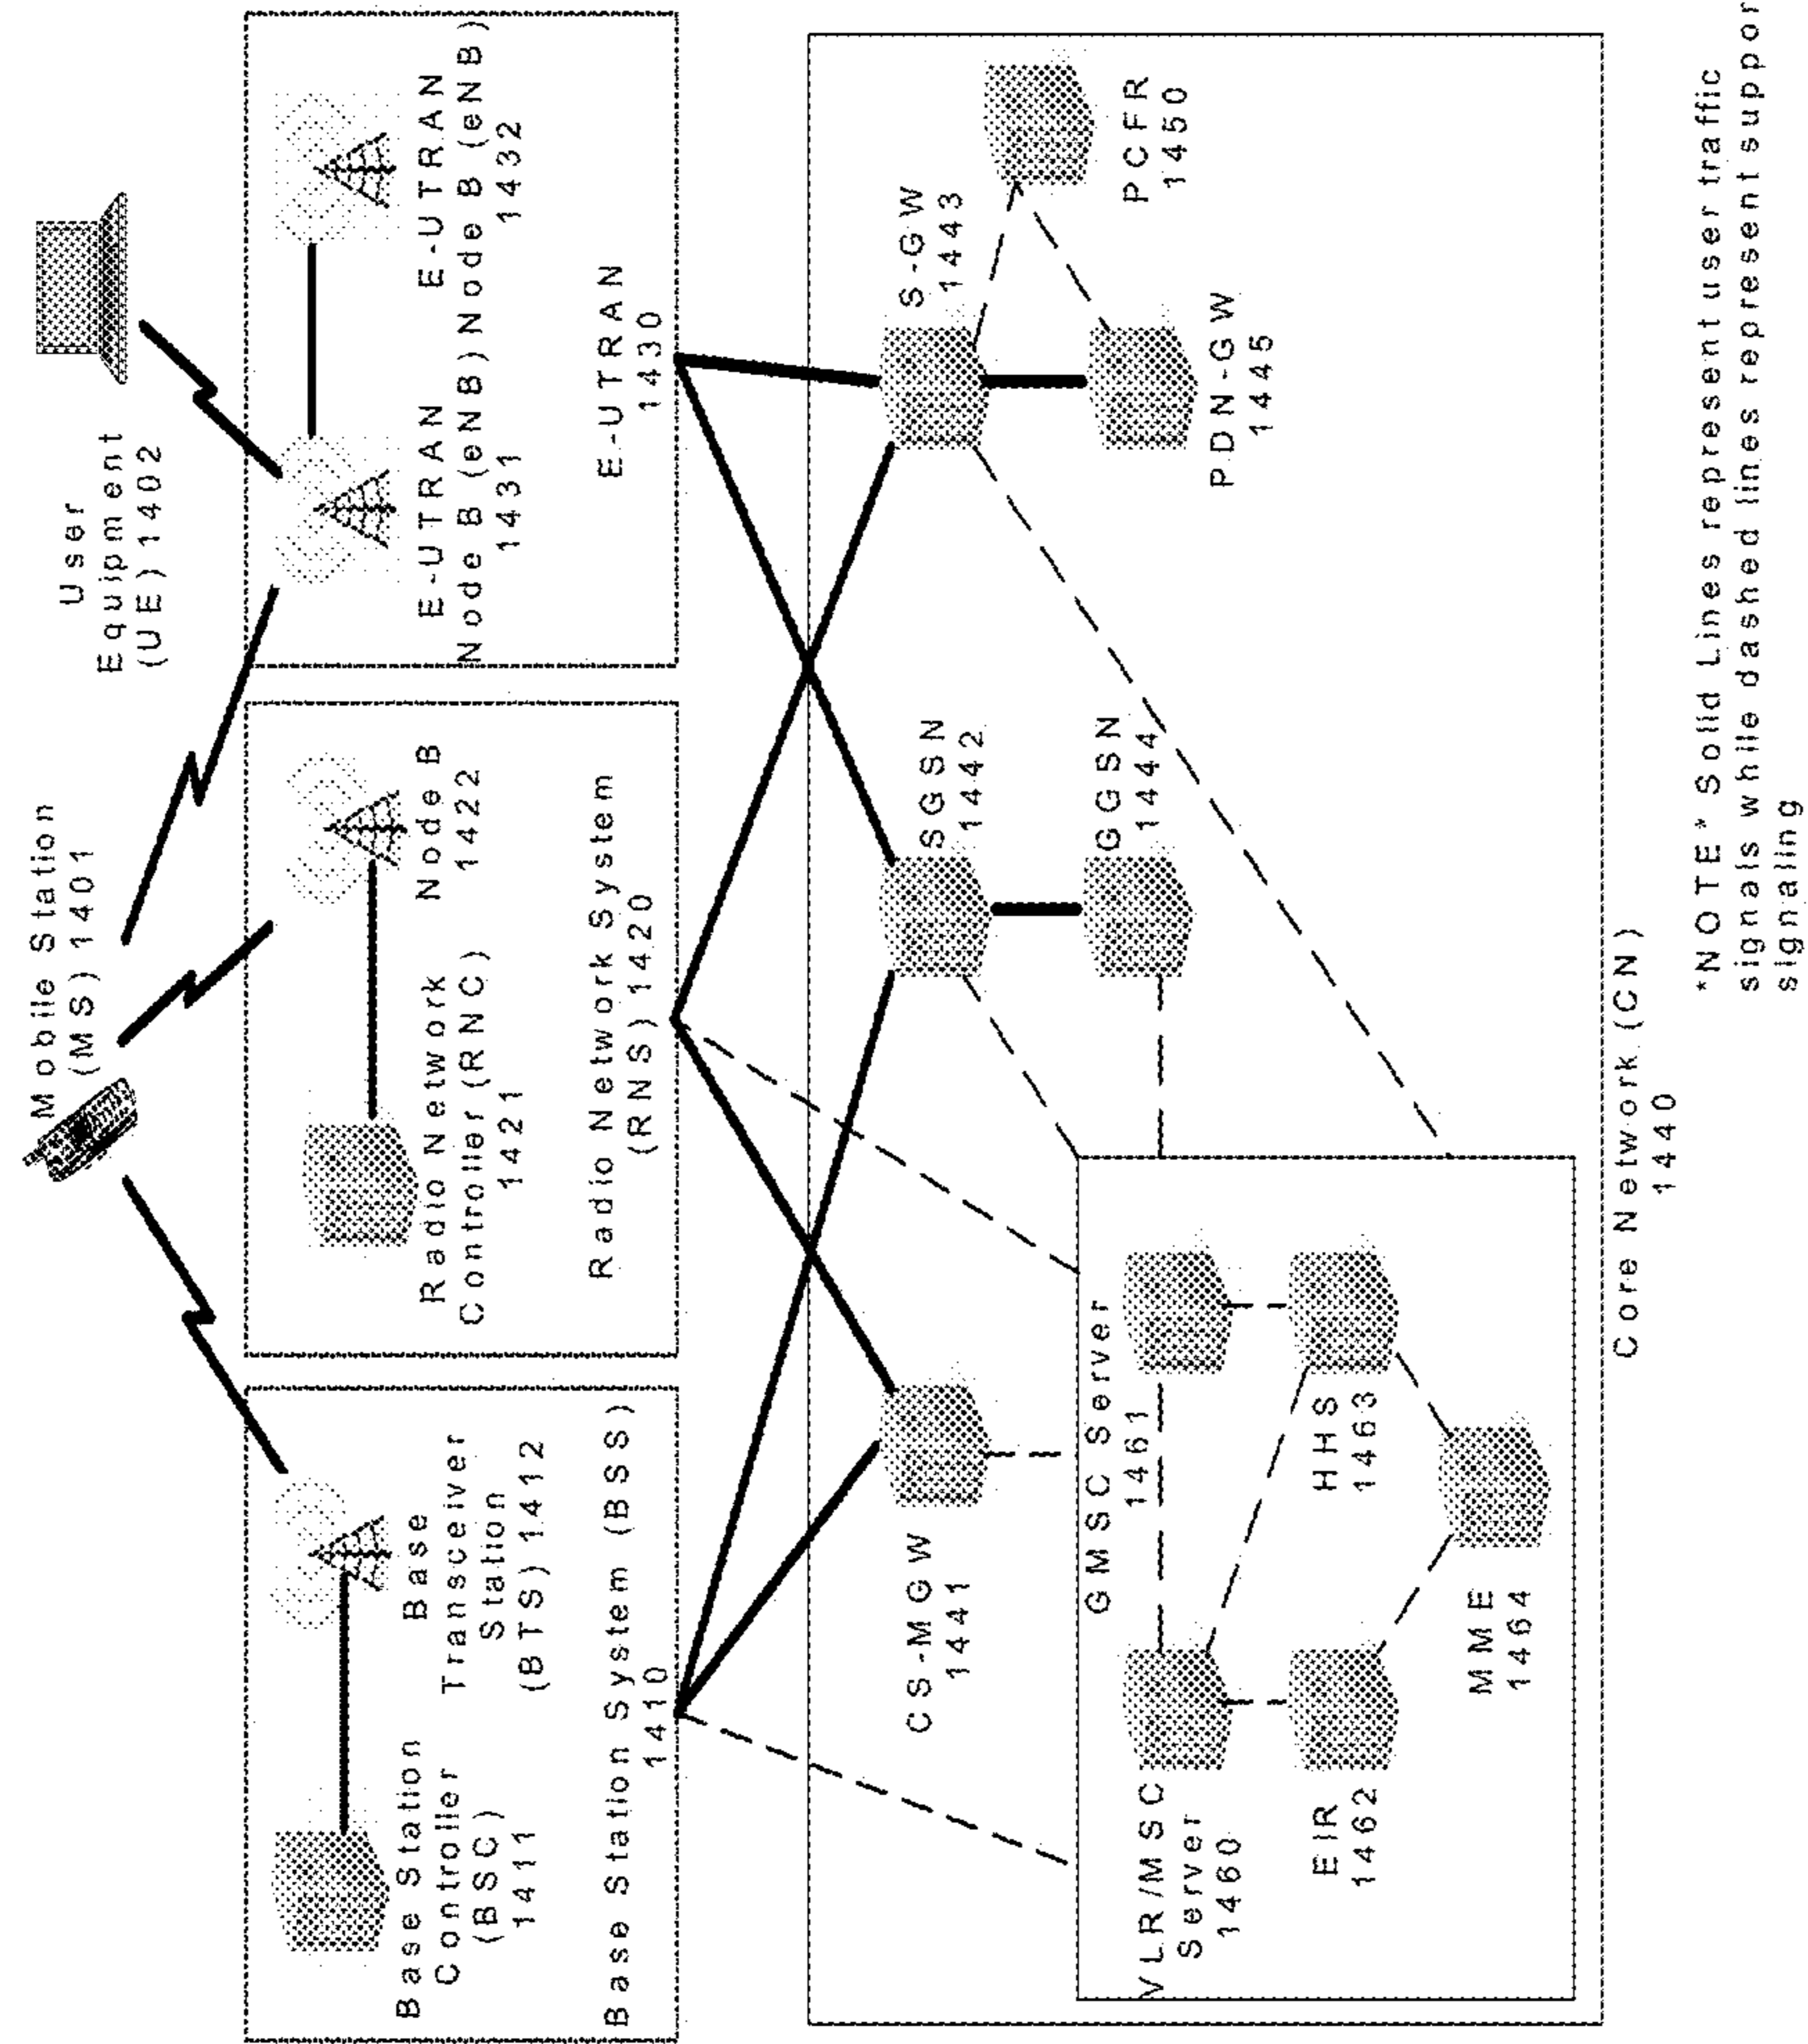 Mobile Station
(MS) 1401
User
Equipment
(UE) 1402
Base Station
Controller
(BSC)
1411
Base
Transceiver
Station
(BTS) 1412
Base Station System (BSS)
1410
Radio Network
Controller (RNC)
1421
Node B
1422
Radio Network System
(RNS) 1420
E-UTRAN
Node B (eNB)
1431
E-UTRAN
Node B (eNB)
1432
E-UTRAN
1430
CS-MGW
1441
SGSN
1442
GGSN
1444
S-GW
1443
PDN-GW
1445
PCFR
1450
GMSC Server
1461
VLR/MSC
Server
1460
HHS
1463
EIR
1462
MME
1464
Core Network (CN)
1440
*NOTE* Solid Lines represent user traffic
signals while dashed lines represent suppor
signaling